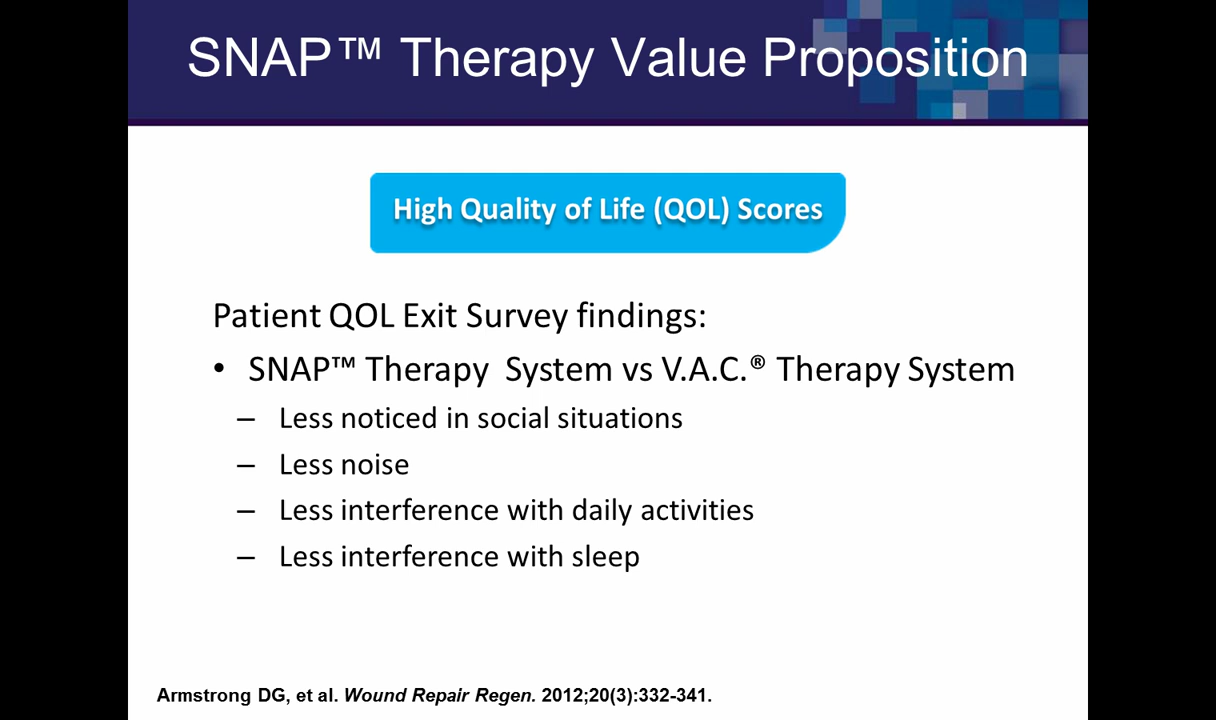 SNAP™ Therapy Value Proposition
High Quality of Life (QOL) Scores
Patient QOL Exit Survey findings:
• SNAP™ Therapy System vs V.A.C.® Therapy System
– Less noticed in social situations
– Less noise
– Less interference with daily activities
– Less interference with sleep
Armstrong DG, et al. Wound Repair Regen. 2012;20(3):332-341.